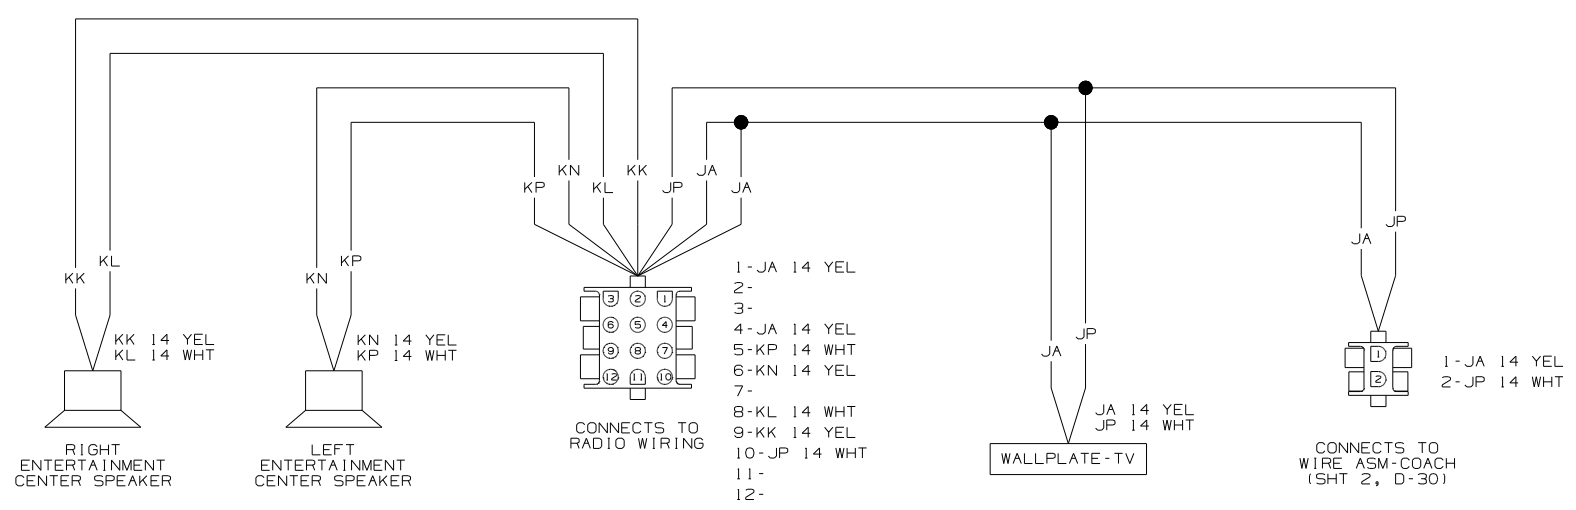 KK
KL
KN
KP
KP
KN
KL
KK
JP
JA
JA
JA
JP
JA
JP
KK 14 YEL
KL 14 WHT
RIGHT
ENTERTAINMENT
CENTER SPEAKER
KN 14 YEL
KP 14 WHT
LEFT
ENTERTAINMENT
CENTER SPEAKER
3 2 1
6 5 4
9 8 7
12 11 10
CONNECTS TO
RADIO WIRING
1-JA 14 YEL
2-
3-
4-JA 14 YEL
5-KP 14 WHT
6-KN 14 YEL
7-
8-KL 14 WHT
9-KK 14 YEL
10-JP 14 WHT
11-
12-
JA 14 YEL
JP 14 WHT
WALLPLATE-TV
1
2
1-JA 14 YEL
2-JP 14 WHT
CONNECTS TO
WIRE ASM-COACH
(SHT 2, D-30)